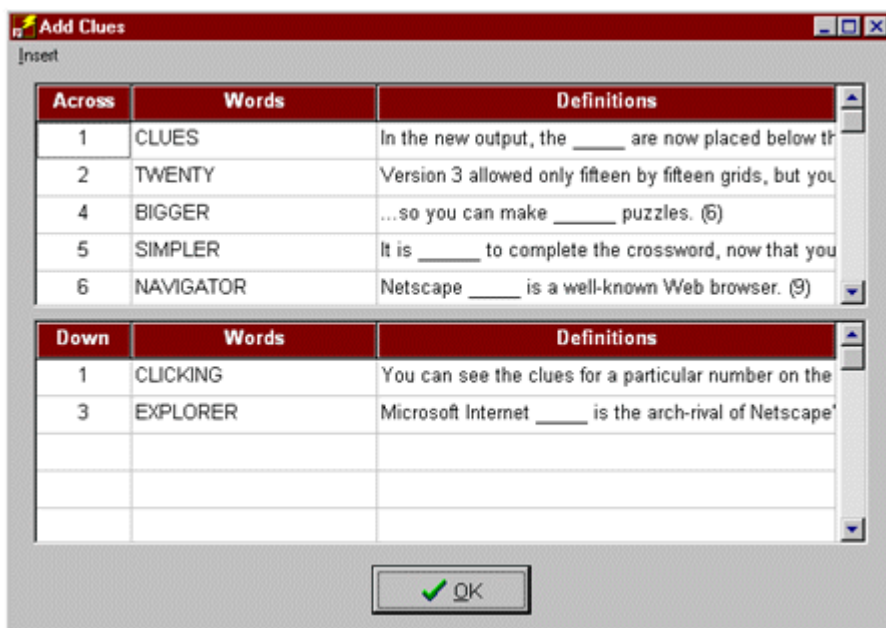 Add Clues
Insert
Across Words Definitions
1 CLUES In the new output, the _____ are now placed below th
2 TWENTY Version 3 allowed only fifteen by fifteen grids, but you
4 BIGGER ...so you can make ______ puzzles. (6)
5 SIMPLER It is ______ to complete the crossword, now that you
6 NAVIGATOR Netscape _____ is a well-known Web browser. (9)
Down Words Definitions
1 CLICKING You can see the clues for a particular number on the
3 EXPLORER Microsoft Internet _____ is the arch-rival of Netscape'
OK